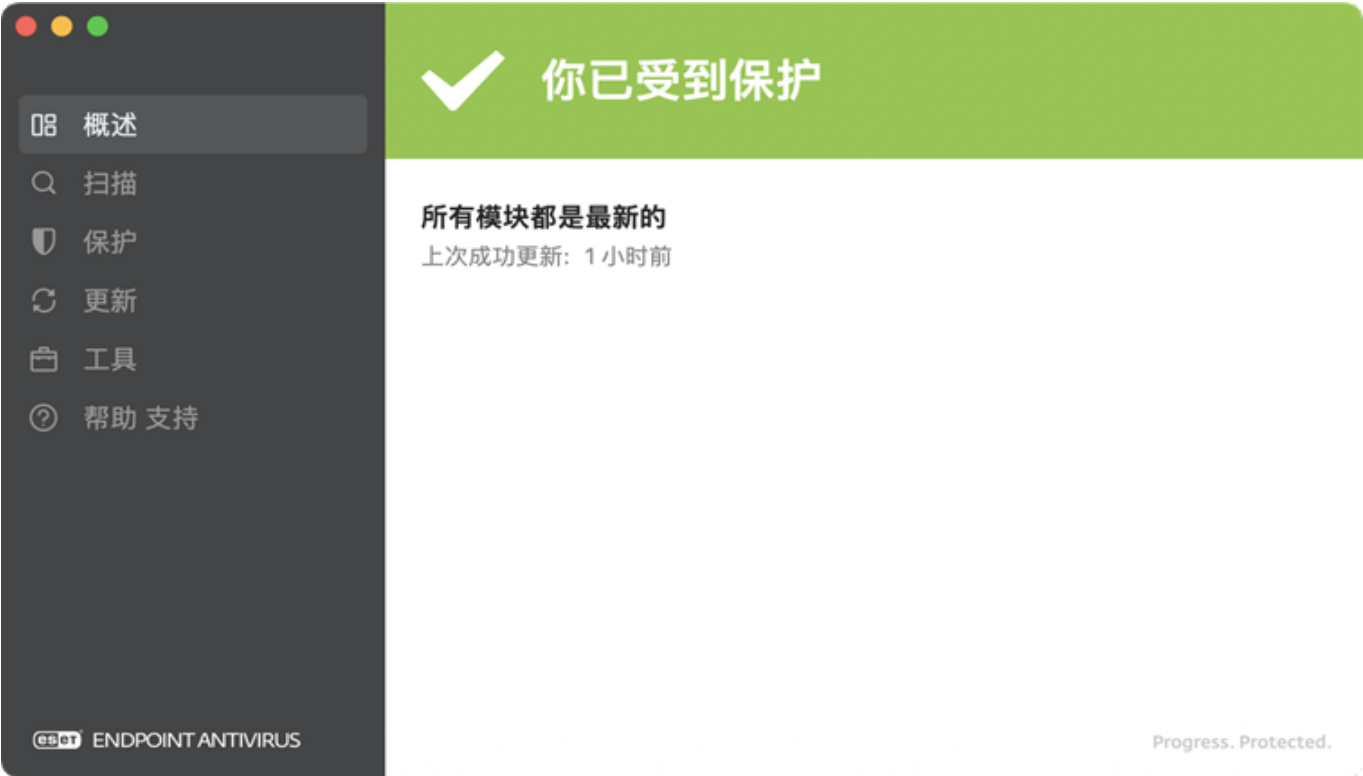 概述
扫描
保护
更新
工具
帮助 支持
eset ENDPOINT ANTIVIRUS
你已受到保护
所有模块都是最新的
上次成功更新: 1 小时前
Progress. Protected.